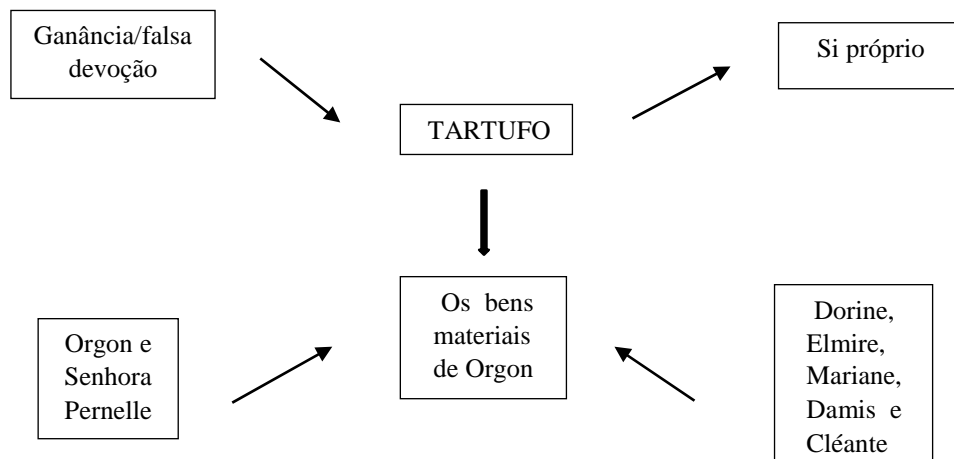 Ganância/falsa
devoção
Si próprio
TARTUFO
Os bens
materiais
de Orgon
Orgon e
Senhora
Pernelle
Dorine,
Elmire,
Mariane,
Damis e
Cléante